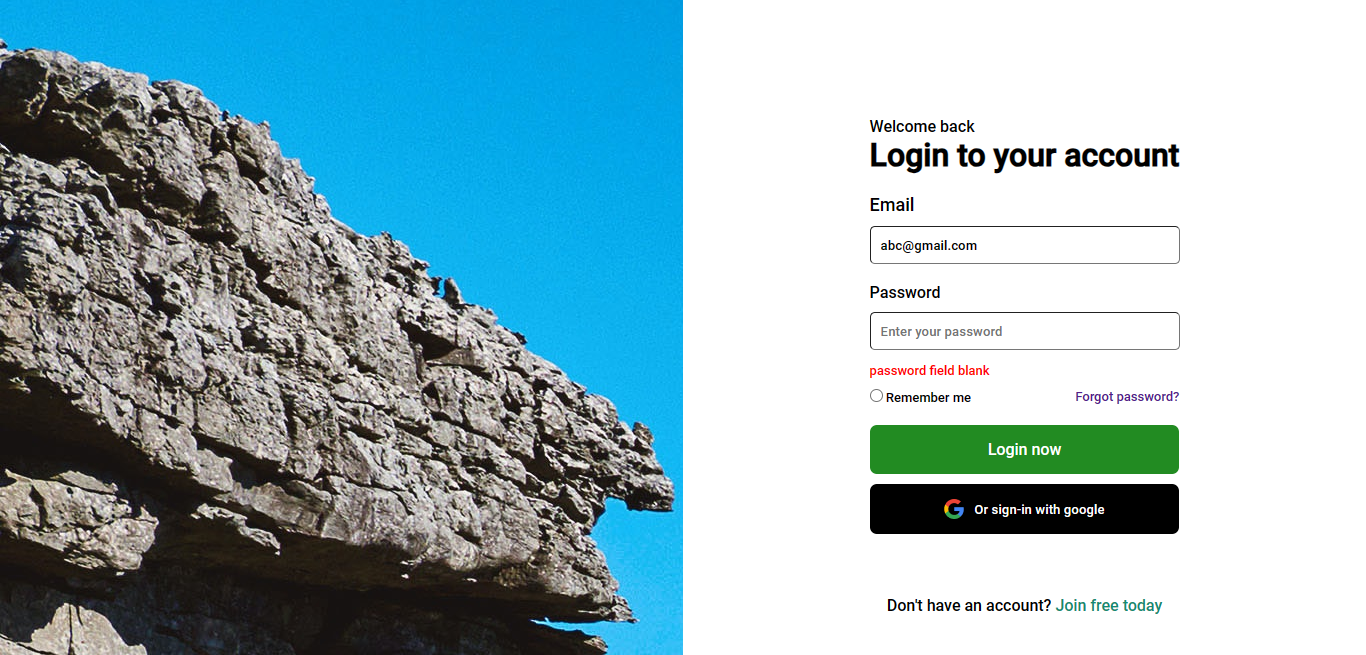 Welcome back
Login to your account
Email
abc@gmail.com
Password
Enter your password
password field blank
Remember me Forgot password?
Login now
Or sign-in with google
Don't have an account? Join free today